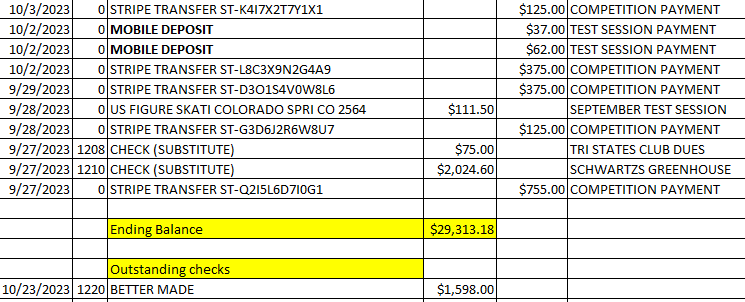 10/3/2023 0 STRIPE TRANSFER ST-K4I7X2T7Y1X1 $125.00 COMPETITION PAYMENT
10/2/2023 0 MOBILE DEPOSIT $37.00 TEST SESSION PAYMENT
10/2/2023 0 MOBILE DEPOSIT $62.00 TEST SESSION PAYMENT
10/2/2023 0 STRIPE TRANSFER ST-L8C3X9N2G4A9 $375.00 COMPETITION PAYMENT
9/29/2023 0 STRIPE TRANSFER ST-D3O1S4V0W8L6 $375.00 COMPETITION PAYMENT
9/28/2023 0 US FIGURE SKATI COLORADO SPRI CO 2564 $111.50 SEPTEMBER TEST SESSION
9/28/2023 0 STRIPE TRANSFER ST-G3D6J2R6W8U7 $125.00 COMPETITION PAYMENT
9/27/2023 1208 CHECK (SUBSTITUTE) $75.00 TRI STATES CLUB DUES
9/27/2023 1210 CHECK (SUBSTITUTE) $2,024.60 SCHWARTZS GREENHOUSE
9/27/2023 0 STRIPE TRANSFER ST-Q2I5L6D7I0G1 $755.00 COMPETITION PAYMENT
Ending Balance $29,313.18
Outstanding checks
10/23/2023 1220 BETTER MADE $1,598.00